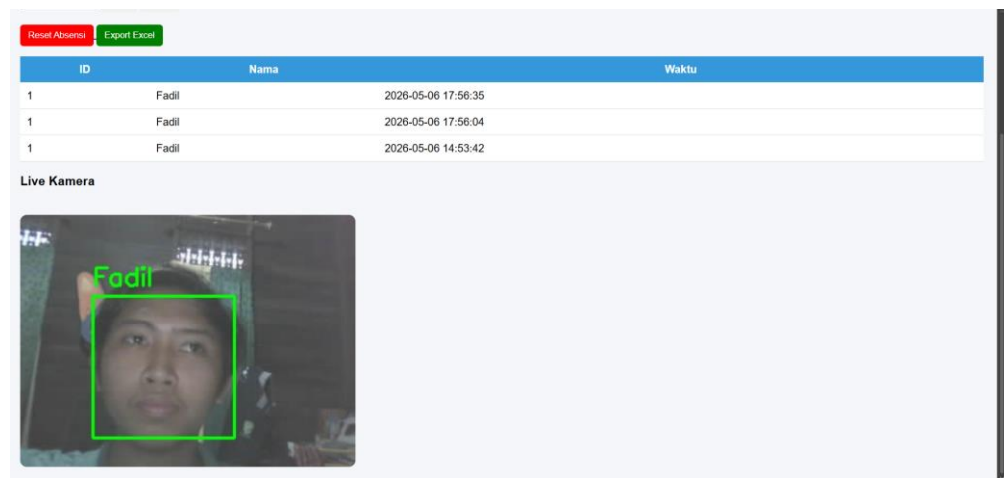 Reset Absensi Export Excel
ID Nama Waktu
1 Fadil 2026-05-06 17:56:35
1 Fadil 2026-05-06 17:56:04
1 Fadil 2026-05-06 14:53:42
Live Kamera
Fadil